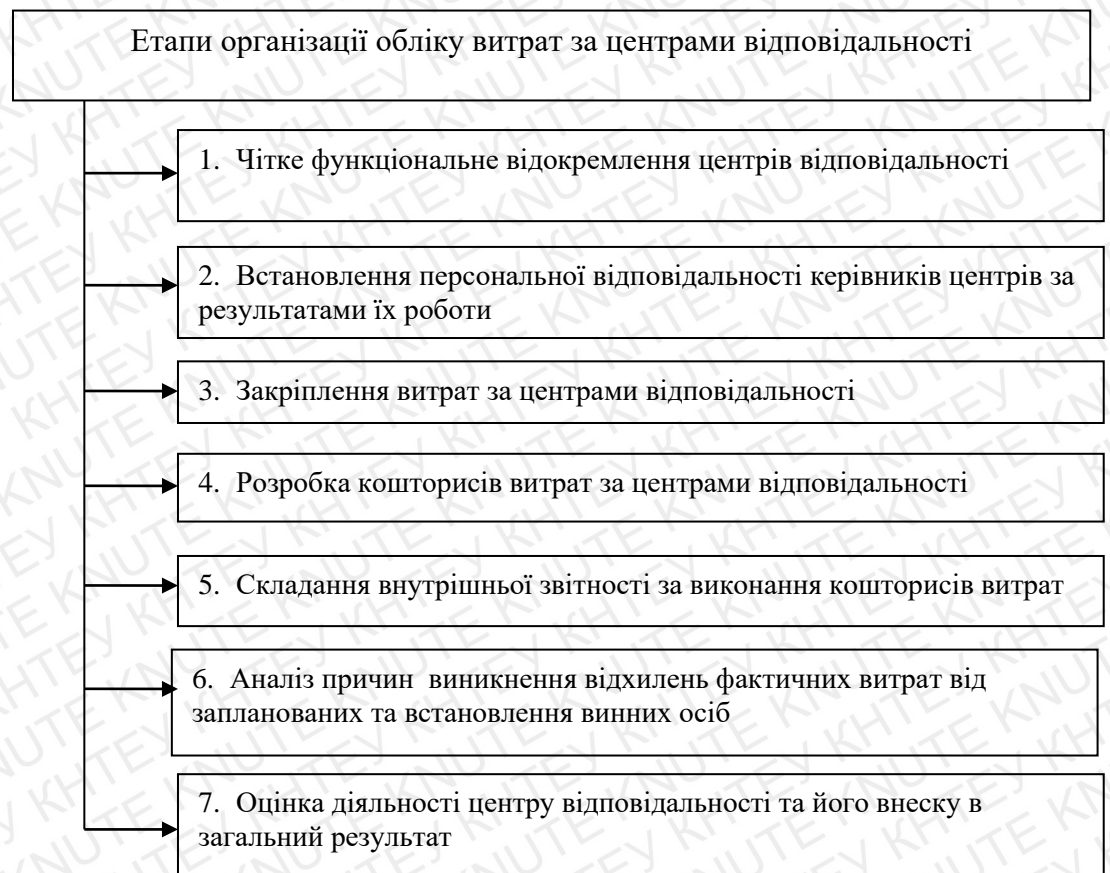 Етапи організації обліку витрат за центрами відповідальності
1. Чітке функціональне відокремлення центрів відповідальності
2. Встановлення персональної відповідальності керівників центрів за
результатами їх роботи
3. Закріплення витрат за центрами відповідальності
4. Розробка кошторисів витрат за центрами відповідальності
5. Складання внутрішньої звітності за виконання кошторисів витрат
6. Аналіз причин виникнення відхилень фактичних витрат від
запланованих та встановлення винних осіб
7. Оцінка діяльності центру відповідальності та його внеску в
загальний результат